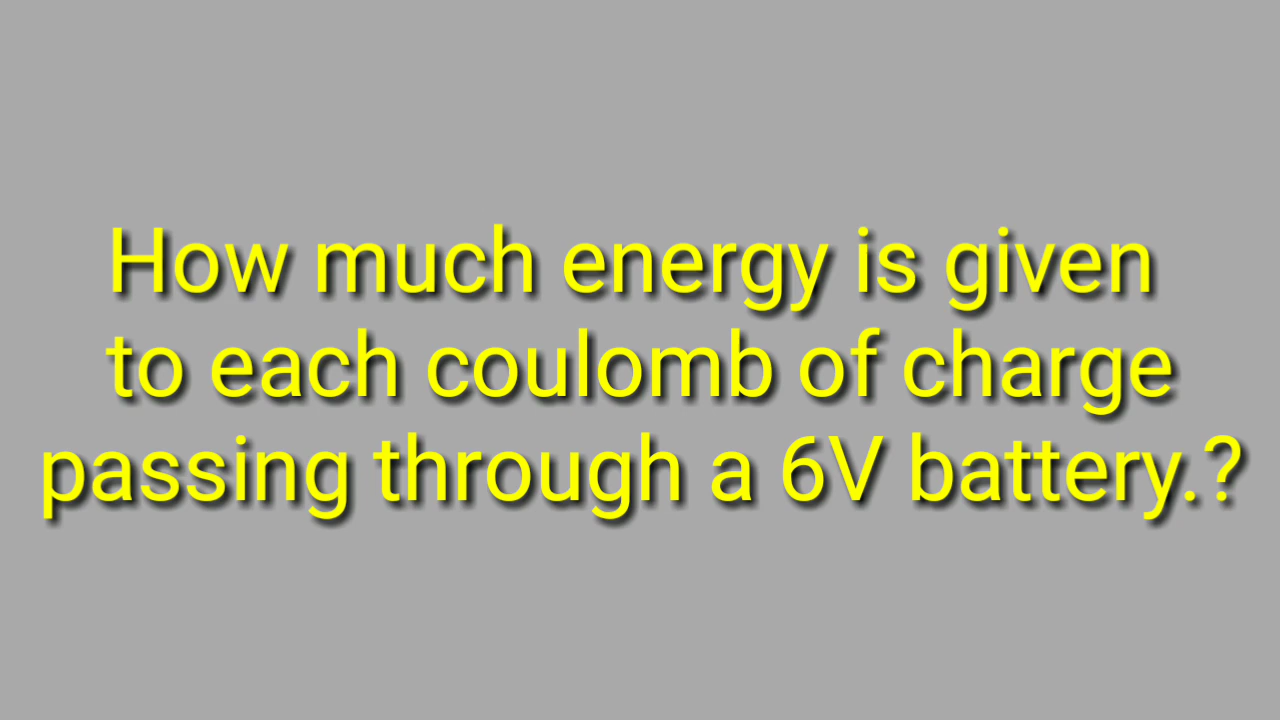 How much energy is given
to each coulomb of charge
passing through a 6V battery.?